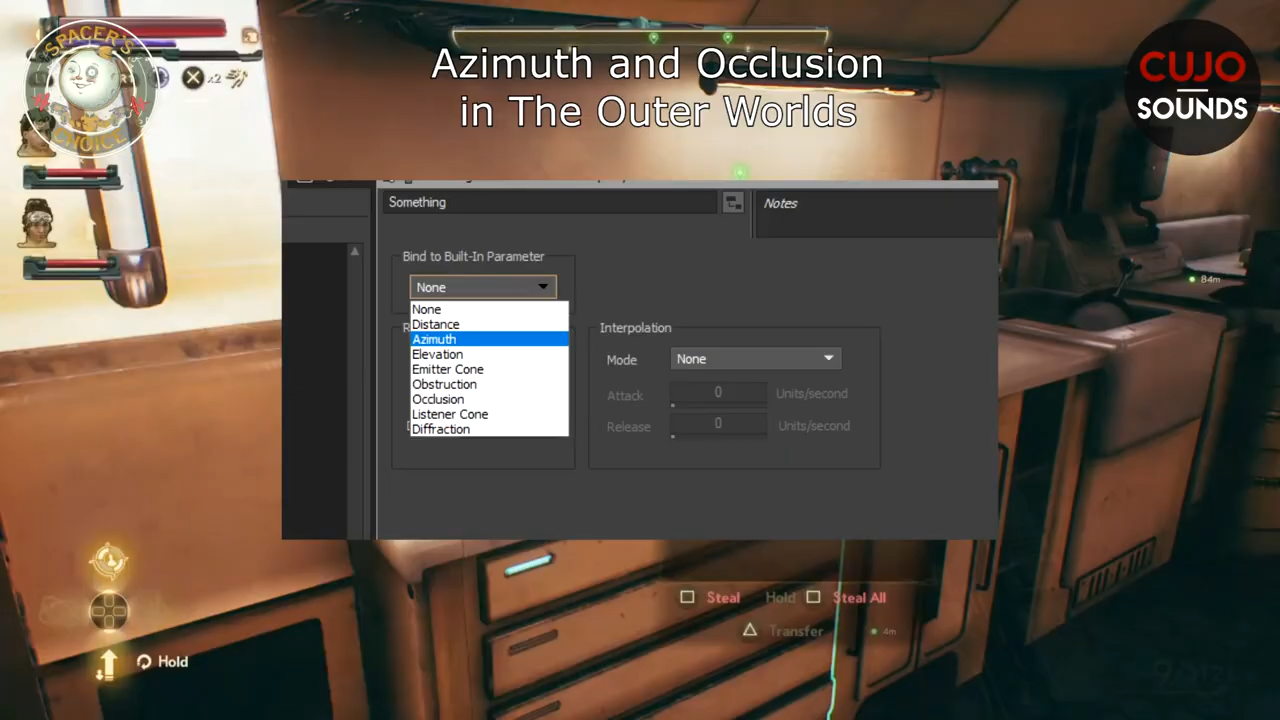 SPACER'S
CHOICE
x2
Azimuth and Occlusion
in The Outer Worlds
CUJO
SOUNDS
Something
Notes
Bind to Built-In Parameter
None
None
Distance
Azimuth
Elevation
Emitter Cone
Obstruction
Occlusion
Listener Cone
Diffraction
Interpolation
Mode
None
Attack
0
Units/second
Release
0
Units/second
84m
Steal
Hold
Steal All
Transfer
4m
Hold